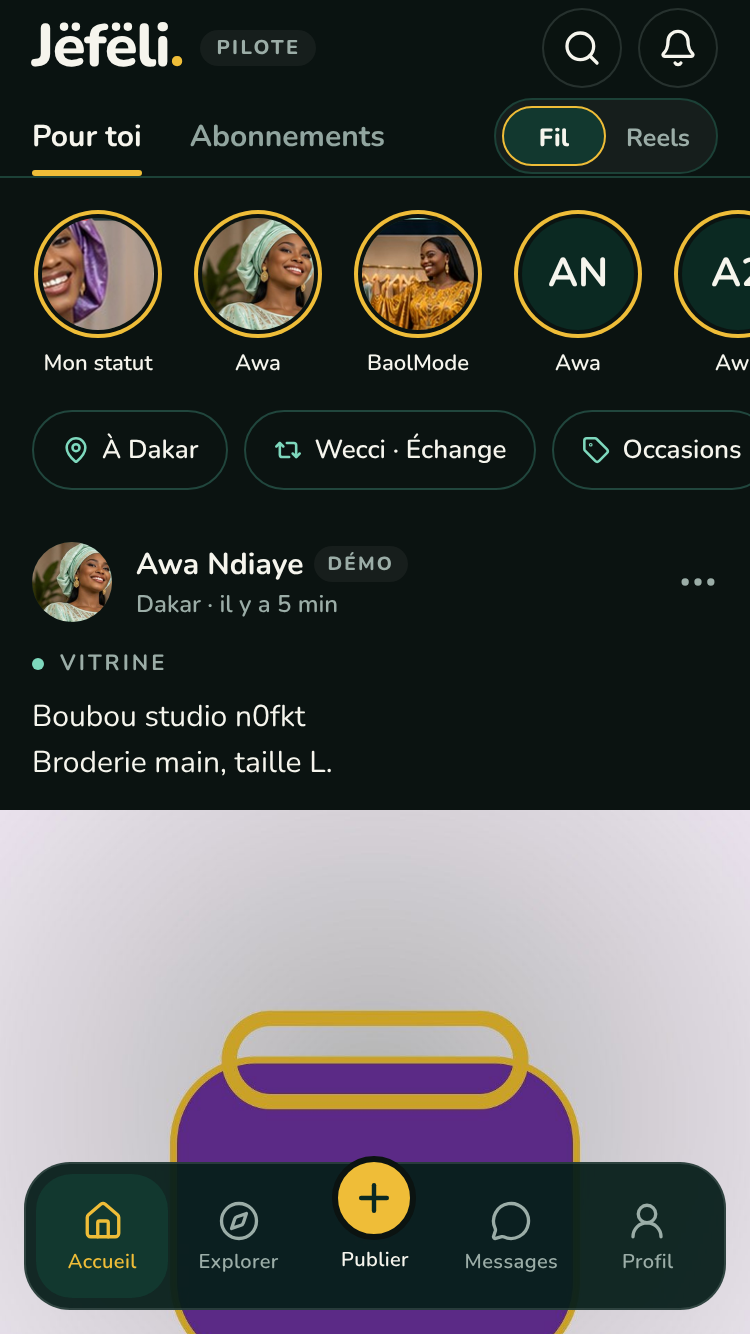 Jëfëli.
PILOTE
Pour toi
Abonnements
Fil
Reels
AN
Mon statut
Awa
BaolMode
Awa
À Dakar
Wecci · Échange
Occasions
Awa Ndiaye
DÉMO
Dakar · il y a 5 min
VITRINE
Boubou studio n0fkt
Broderie main, taille L.
Accueil
Explorer
Publier
Messages
Profil